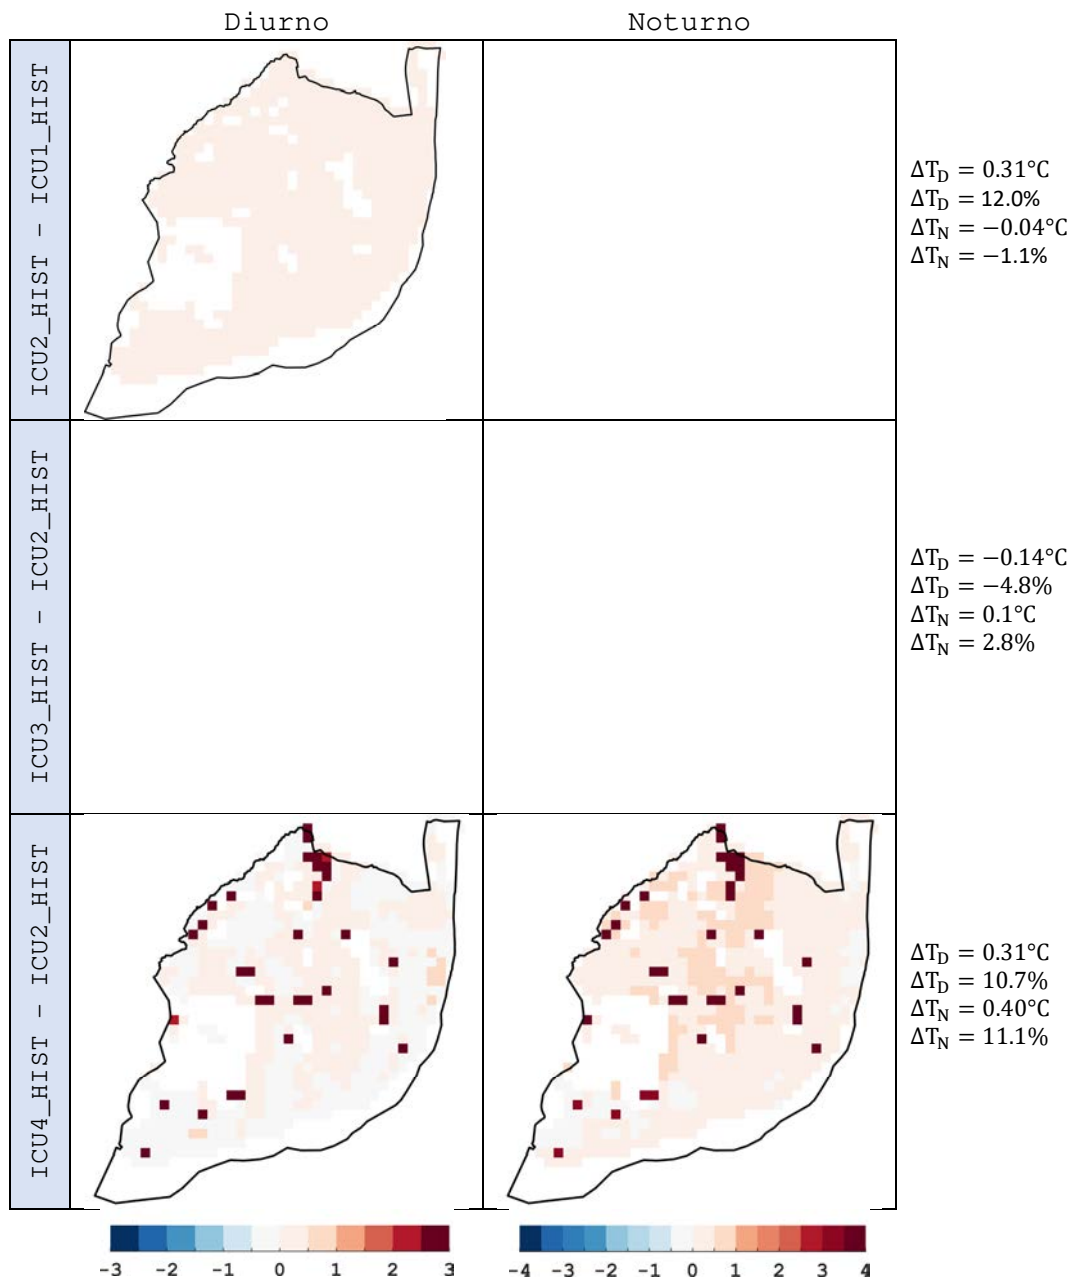 Diurno
Noturno
ICU2_HIST - ICU1_HIST
ΔT_D = 0.31°C
ΔT_D = 12.0%
ΔT_N = −0.04°C
ΔT_N = −1.1%
ICU3_HIST - ICU2_HIST
ΔT_D = −0.14°C
ΔT_D = −4.8%
ΔT_N = 0.1°C
ΔT_N = 2.8%
ICU4_HIST - ICU2_HIST
ΔT_D = 0.31°C
ΔT_D = 10.7%
ΔT_N = 0.40°C
ΔT_N = 11.1%
-3 -2 -1 0 1 2 3
-4 -3 -2 -1 0 1 2 3 4